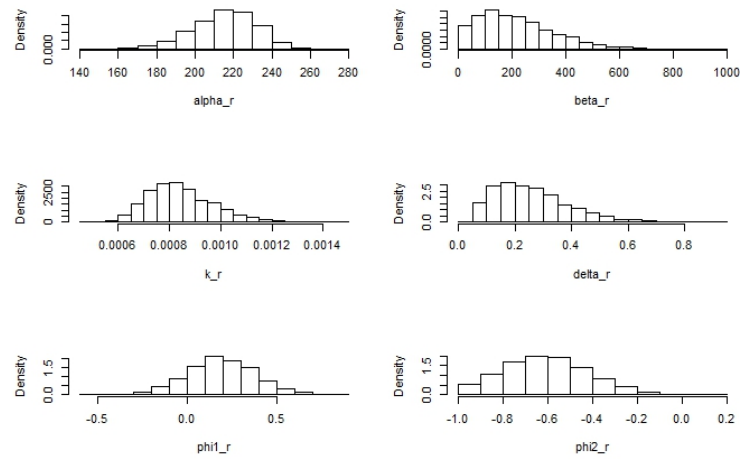 Density
0.000
140 160 180 200 220 240 260 280
alpha_r
Density
0.0000
0 200 400 600 800 1000
beta_r
Density
0 2500
0.0006 0.0008 0.0010 0.0012 0.0014
k_r
Density
0.0 2.5
0.0 0.2 0.4 0.6 0.8
delta_r
Density
0.0 1.5
-0.5 0.0 0.5
phi1_r
Density
0.0 1.5
-1.0 -0.8 -0.6 -0.4 -0.2 0.0 0.2
phi2_r